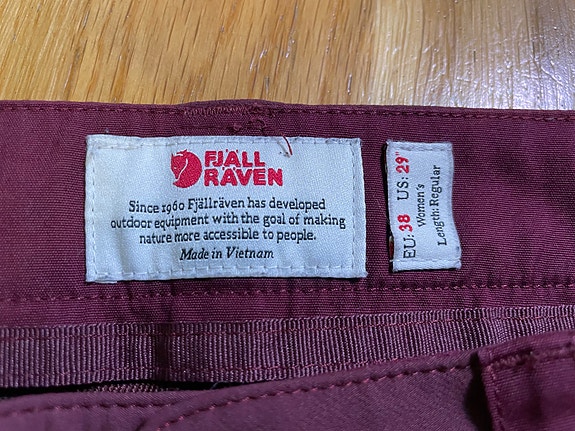 FJÄLL
RÄVEN
Since 1960 Fjällräven has developed
outdoor equipment with the goal of making
nature more accessible to people.
Made in Vietnam
EU: 38 US: 29"
Women's
Length: Regular